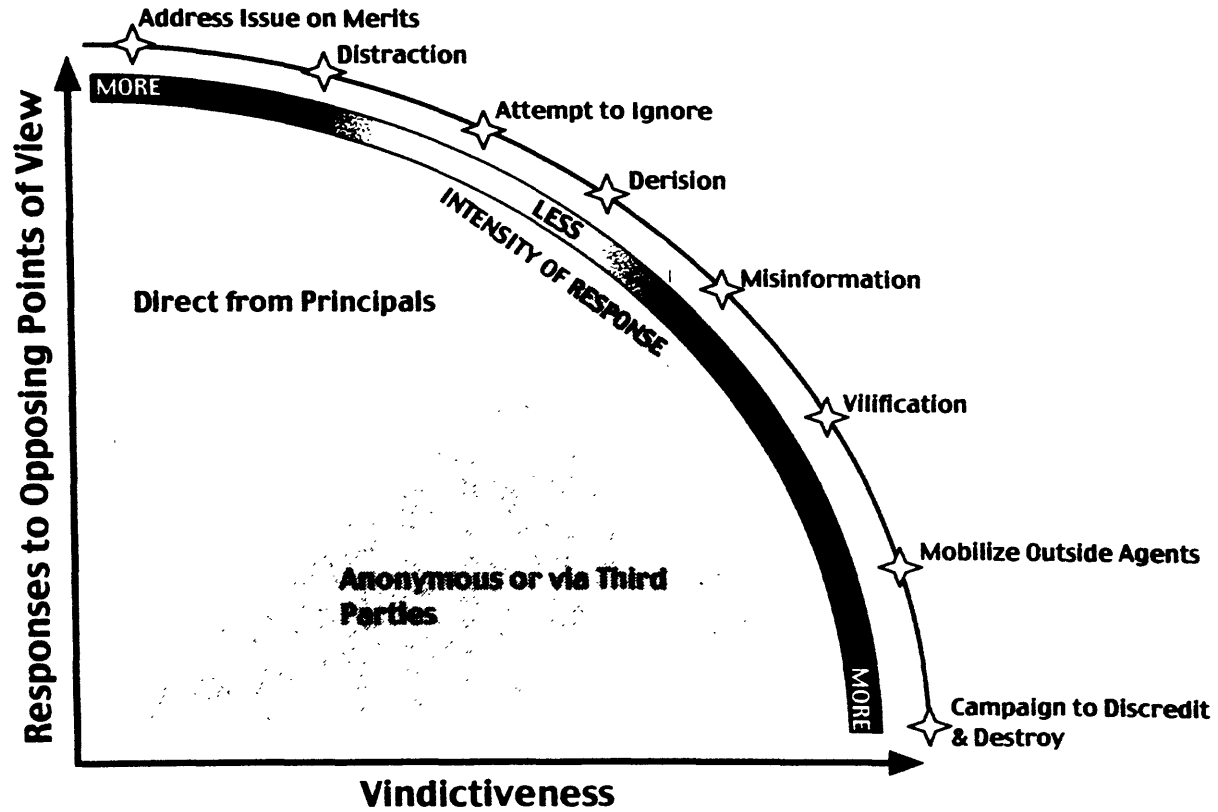 Address Issue on Merits
Distraction
MORE
Attempt to Ignore
Derision
LESS
INTENSITY OF RESPONSE
Misinformation
Direct from Principals
Vilification
Mobilize Outside Agents
Anonymous or via Third
Parties
MORE
Campaign to Discredit
& Destroy
Responses to Opposing Points of View
Vindictiveness